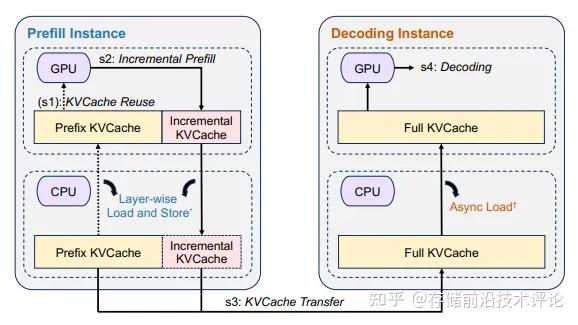 Prefill Instance
GPU
s2: Incremental Prefill
(s1): KVCache Reuse
Prefix KVCache
Incremental
KVCache
CPU
Layer-wise
Load and Store*
Prefix KVCache
Incremental
KVCache
Decoding Instance
GPU
s4: Decoding
Full KVCache
CPU
Async Load†
Full KVCache
s3: KVCache Transfer
知乎 @存储前沿技术评论